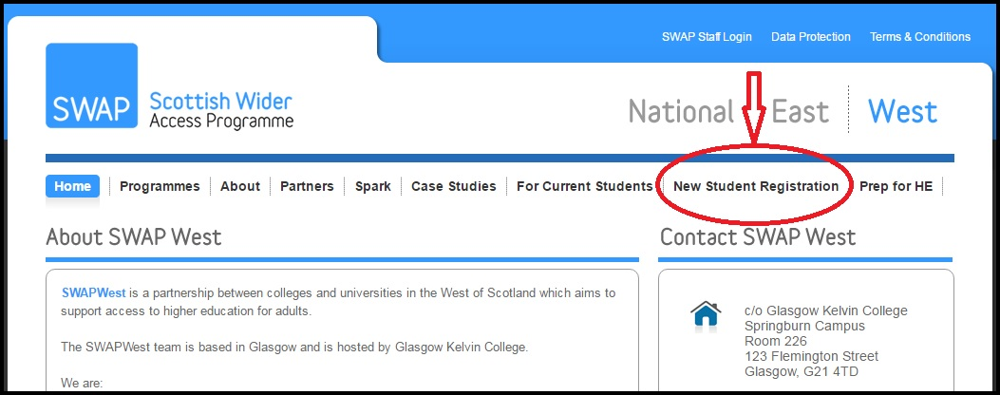 SWAP Staff Login Data Protection Terms & Conditions
SWAP
Scottish Wider
Access Programme
National East West
Home Programmes About Partners Spark Case Studies For Current Students New Student Registration Prep for HE
About SWAP West
SWAPWest is a partnership between colleges and universities in the West of Scotland which aims to
support access to higher education for adults.
The SWAPWest team is based in Glasgow and is hosted by Glasgow Kelvin College.
We are:
Contact SWAP West
c/o Glasgow Kelvin College
Springburn Campus
Room 226
123 Flemington Street
Glasgow, G21 4TD